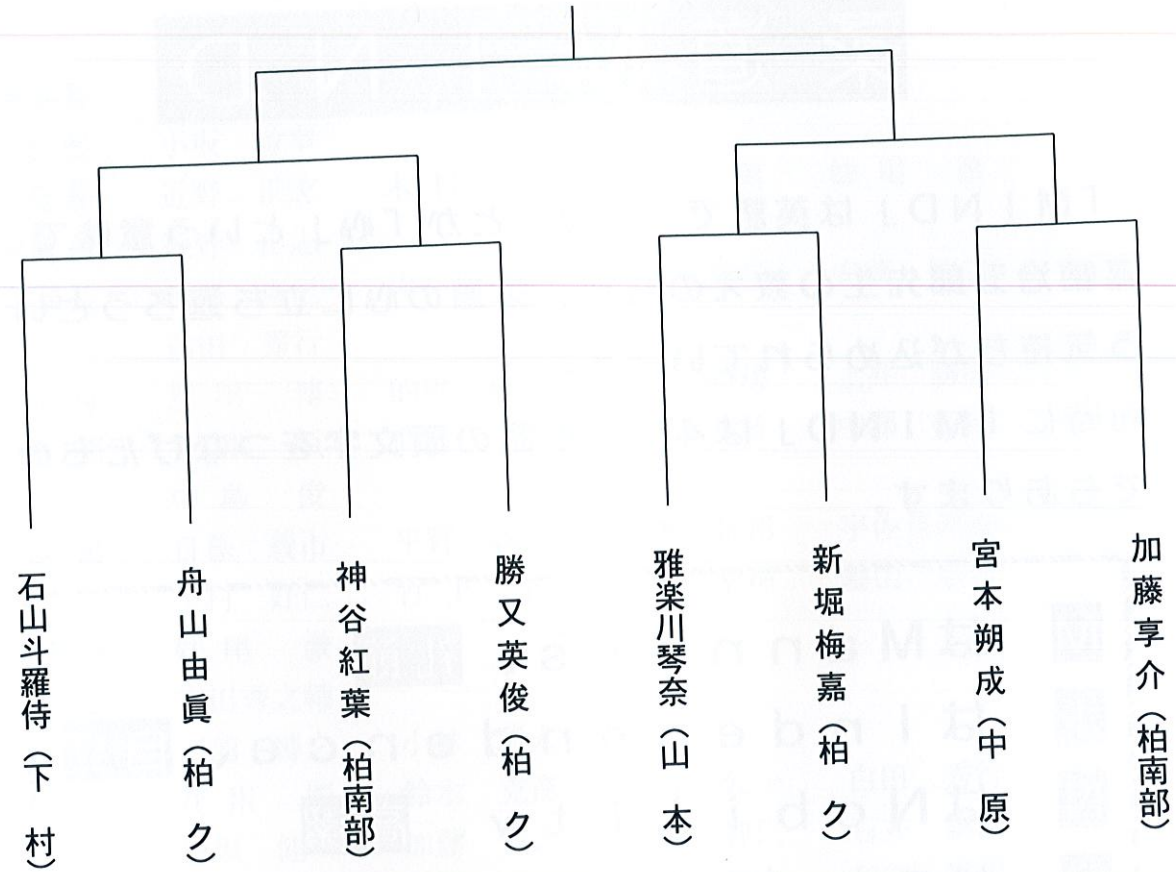 加藤享介（柏南部）
宮本朔成（中　原）
新堀梅嘉（柏　ク）
雅楽川琴奈（山　本）
勝又英俊（柏　ク）
神谷紅葉（柏南部）
舟山由眞（柏　ク）
石山斗羅侍（下　村）